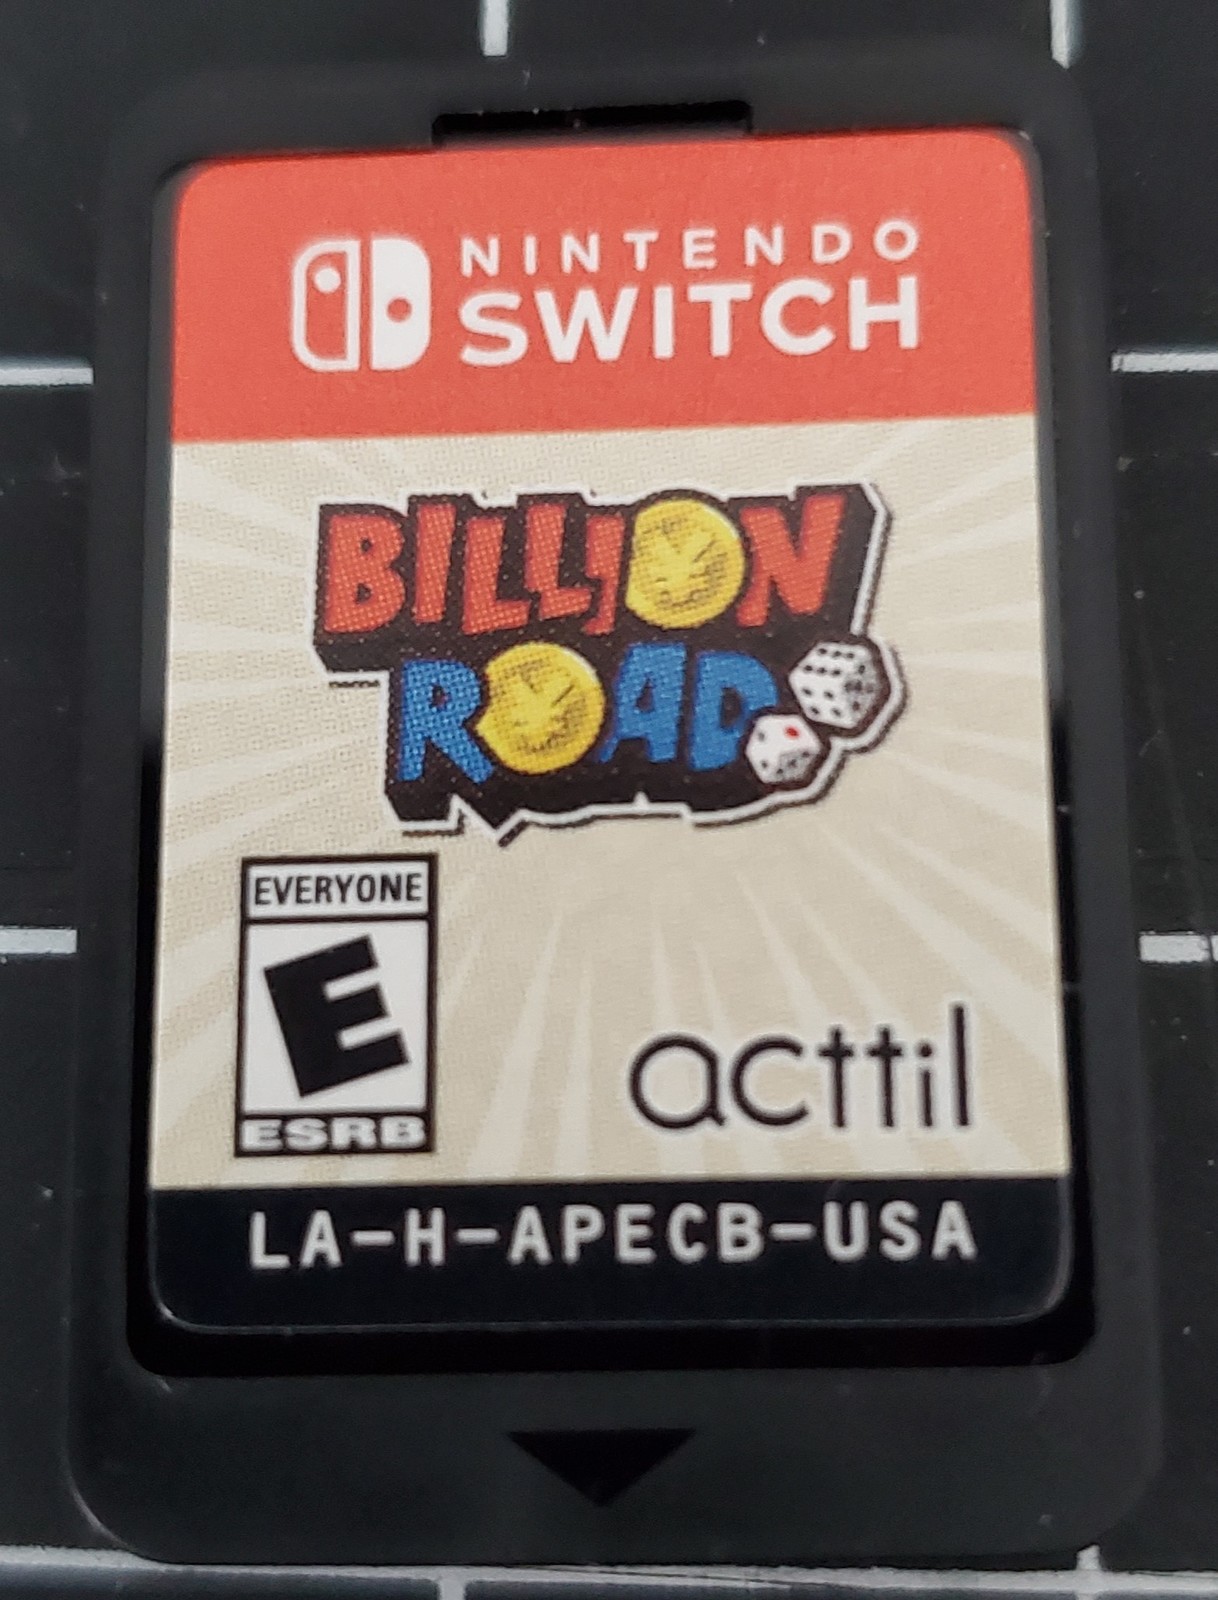 NINTENDO
SWITCH
BILLION
ROAD
EVERYONE
E
ESRB
acttil
LA-H-APECB-USA